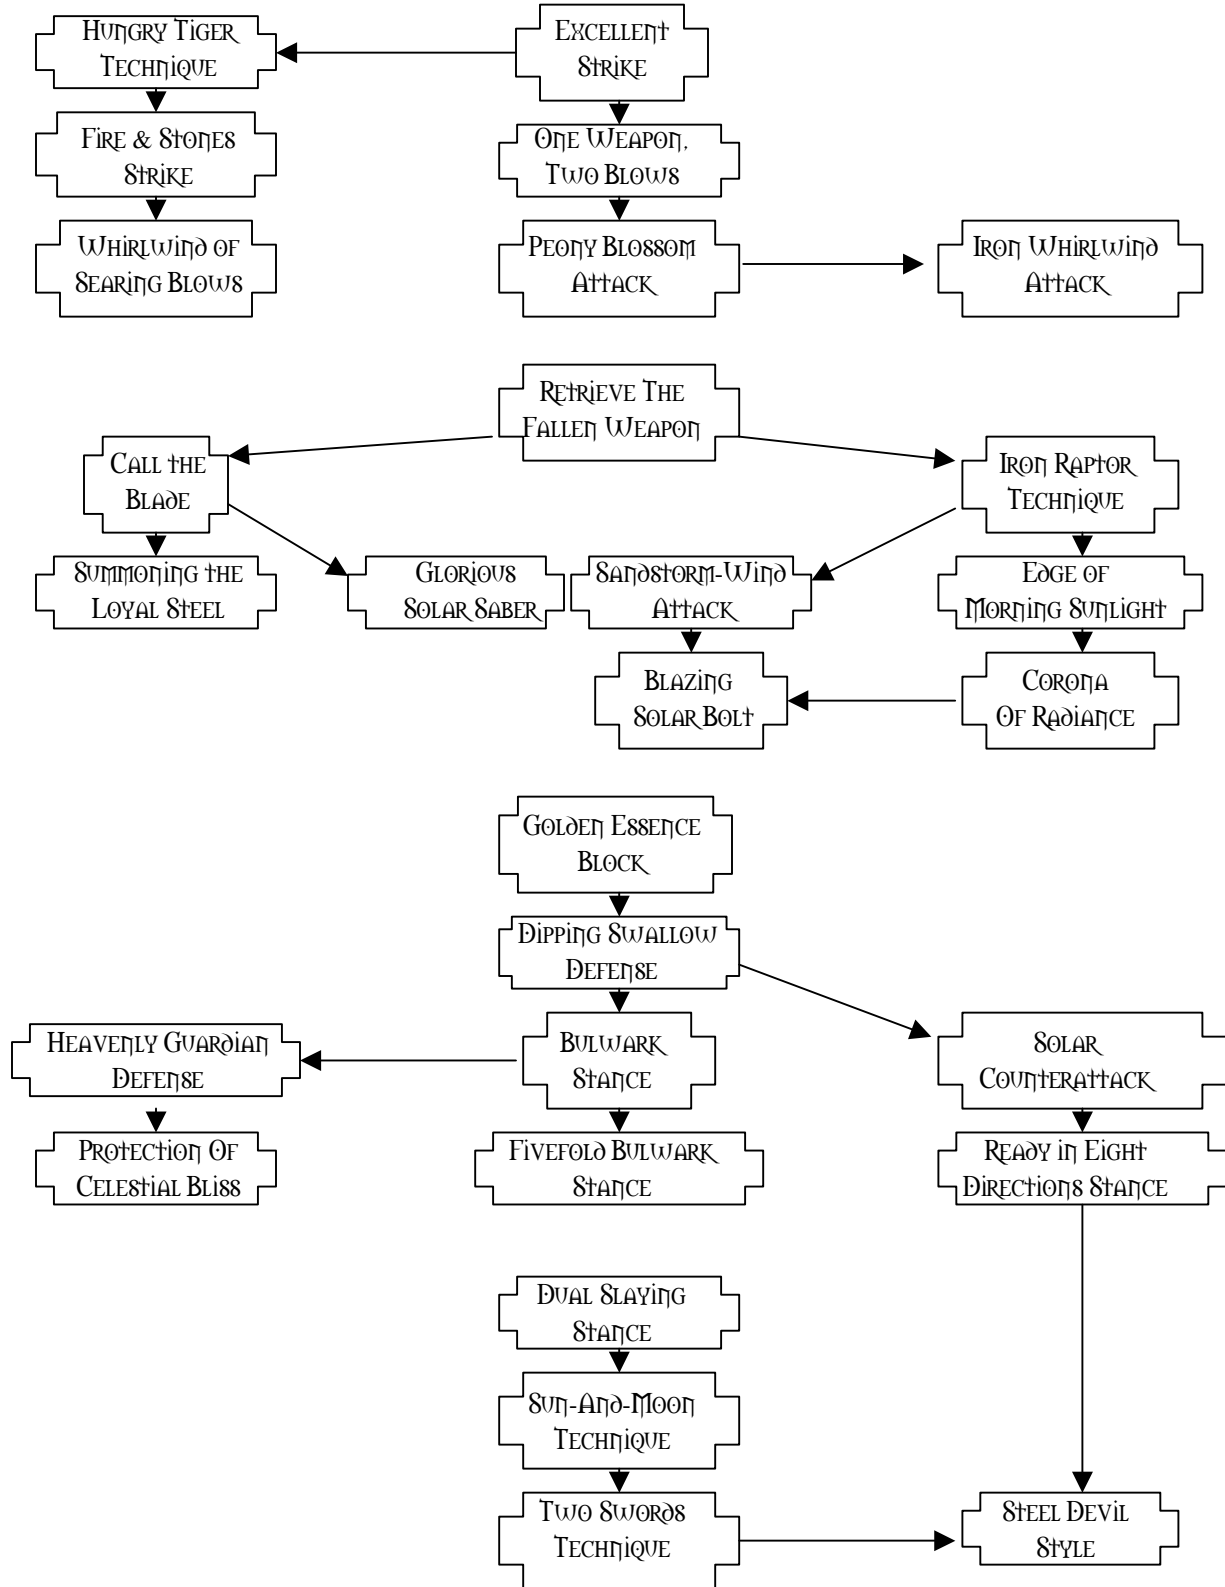 Hungry Tiger
Technique
Excellent
Strike
Fire & Stones
Strike
One Weapon,
Two Blows
Whirlwind of
Searing Blows
Peony Blossom
Attack
Iron Whirlwind
Attack
Retrieve The
Fallen Weapon
Call the
Blade
Iron Raptor
Technique
Summoning the
Loyal Steel
Glorious
Solar Saber
Sandstorm-Wind
Attack
Edge of
Morning Sunlight
Blazing
Solar Bolt
Corona
Of Radiance
Golden Essence
Block
Dipping Swallow
Defense
Heavenly Guardian
Defense
Bulwark
Stance
Solar
Counterattack
Protection Of
Celestial Bliss
Fivefold Bulwark
Stance
Ready in Eight
Directions Stance
Dual Slaying
Stance
Sun-And-Moon
Technique
Two Swords
Technique
Steel Devil
Style